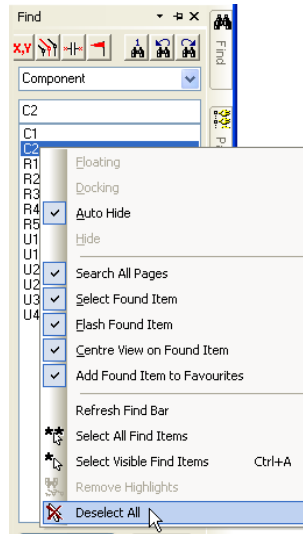 Find
x,y
Find
Component
C2
C1
C2
R1
R2
R3
R4
R5
U1
U1
U2
U2
U3
U4
Floating
Docking
Auto Hide
Hide
Search All Pages
Select Found Item
Flash Found Item
Centre View on Found Item
Add Found Item to Favourites
Refresh Find Bar
Select All Find Items
Select Visible Find Items Ctrl+A
Remove Highlights
Deselect All